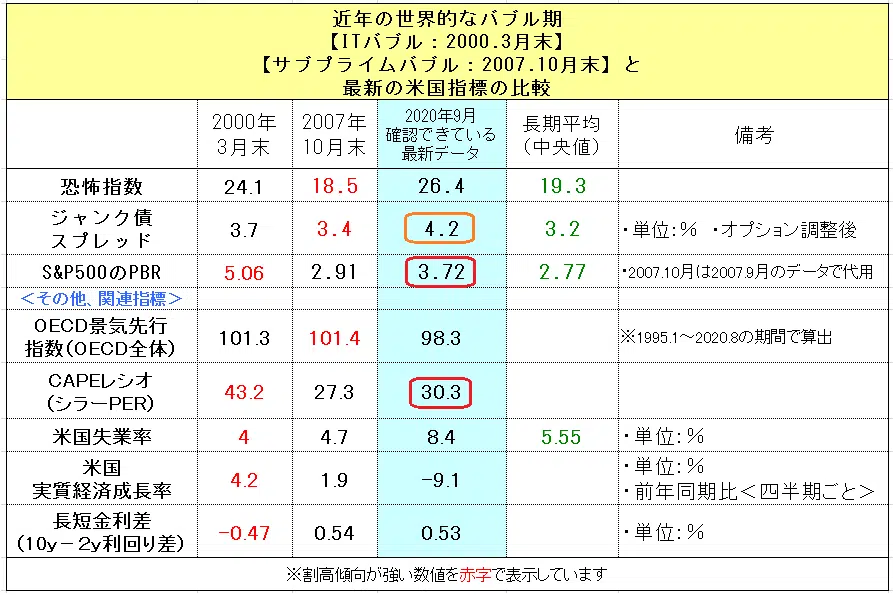 近年の世界的なバブル期
【ITバブル：2000.3月末】
【サブプライムバブル：2007.10月末】と
最新の米国指標の比較
2000年
3月末
2007年
10月末
2020年9月
確認できている
最新データ
長期平均
（中央値）
備考
恐怖指数 24.1 18.5 26.4 19.3
ジャンク債
スプレッド 3.7 3.4 4.2 3.2 ・単位：％ ・オプション調整後
S&P500のPBR 5.06 2.91 3.72 2.77 ・2007.10月は2007.9月のデータで代用
＜その他、関連指標＞
OECD景気先行
指数(OECD全体) 101.3 101.4 98.3 ※1995.1～2020.8の期間で算出
CAPEレシオ
(シラーPER) 43.2 27.3 30.3
米国失業率 4 4.7 8.4 5.55 ・単位：％
米国
実質経済成長率 4.2 1.9 −9.1 ・単位：％
・前年同期比＜四半期ごと＞
長短金利差
(10y−2y利回り差) −0.47 0.54 0.53 ・単位：％
※割高傾向が強い数値を赤字で表示しています